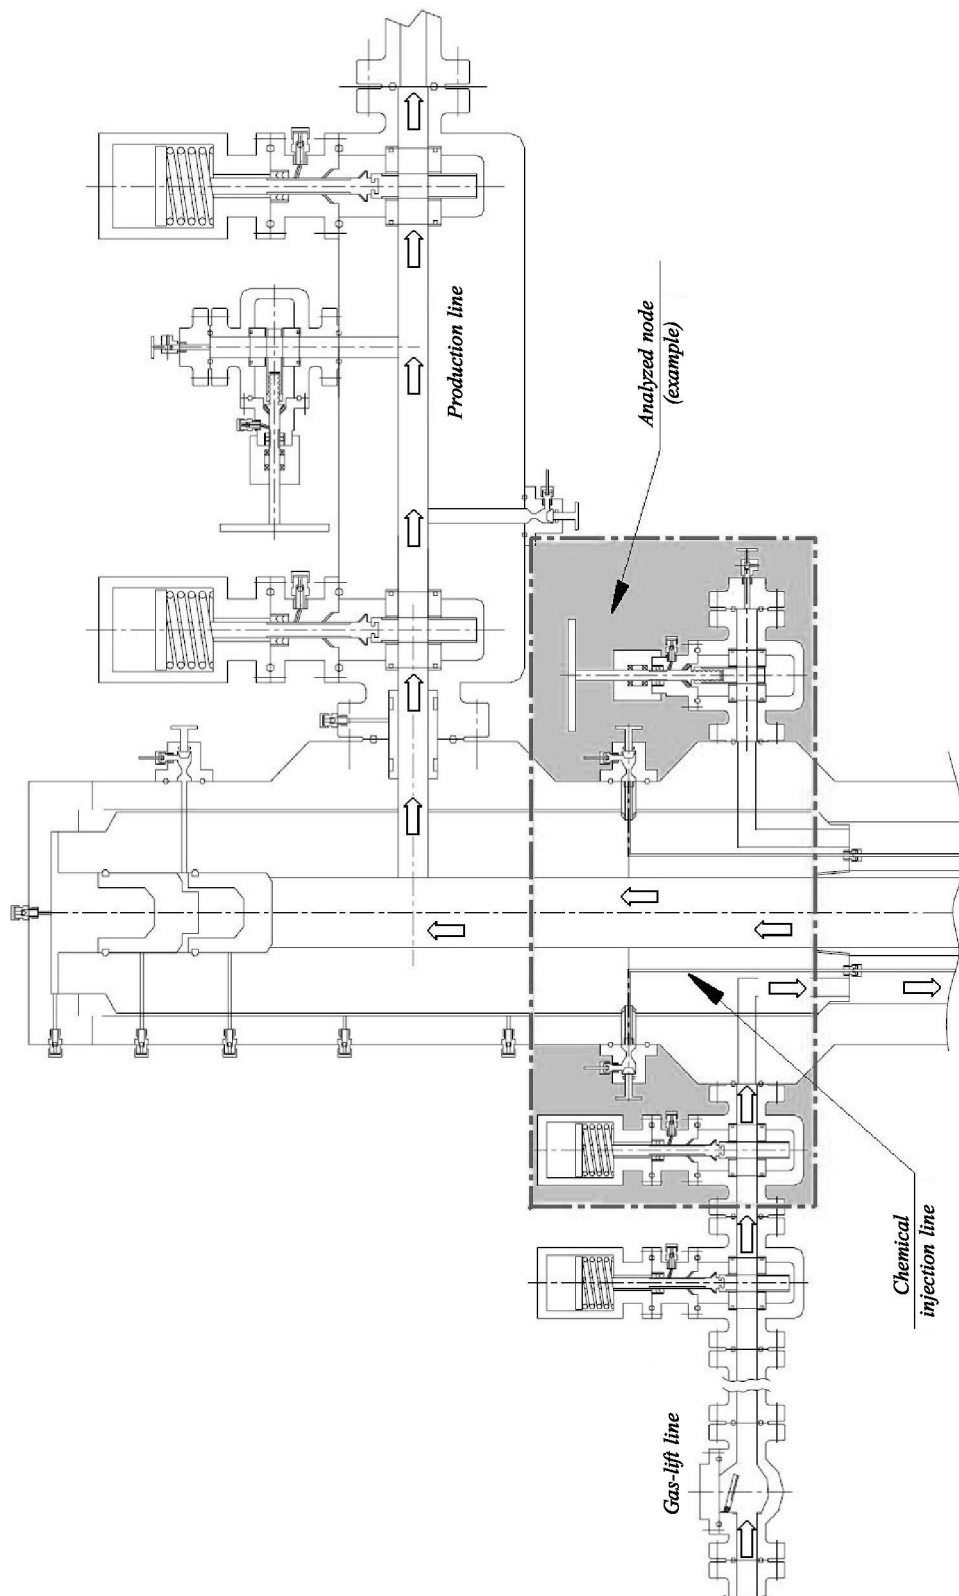 Production line
Analyzed node
(example)
Chemical
injection line
Gas-lift line